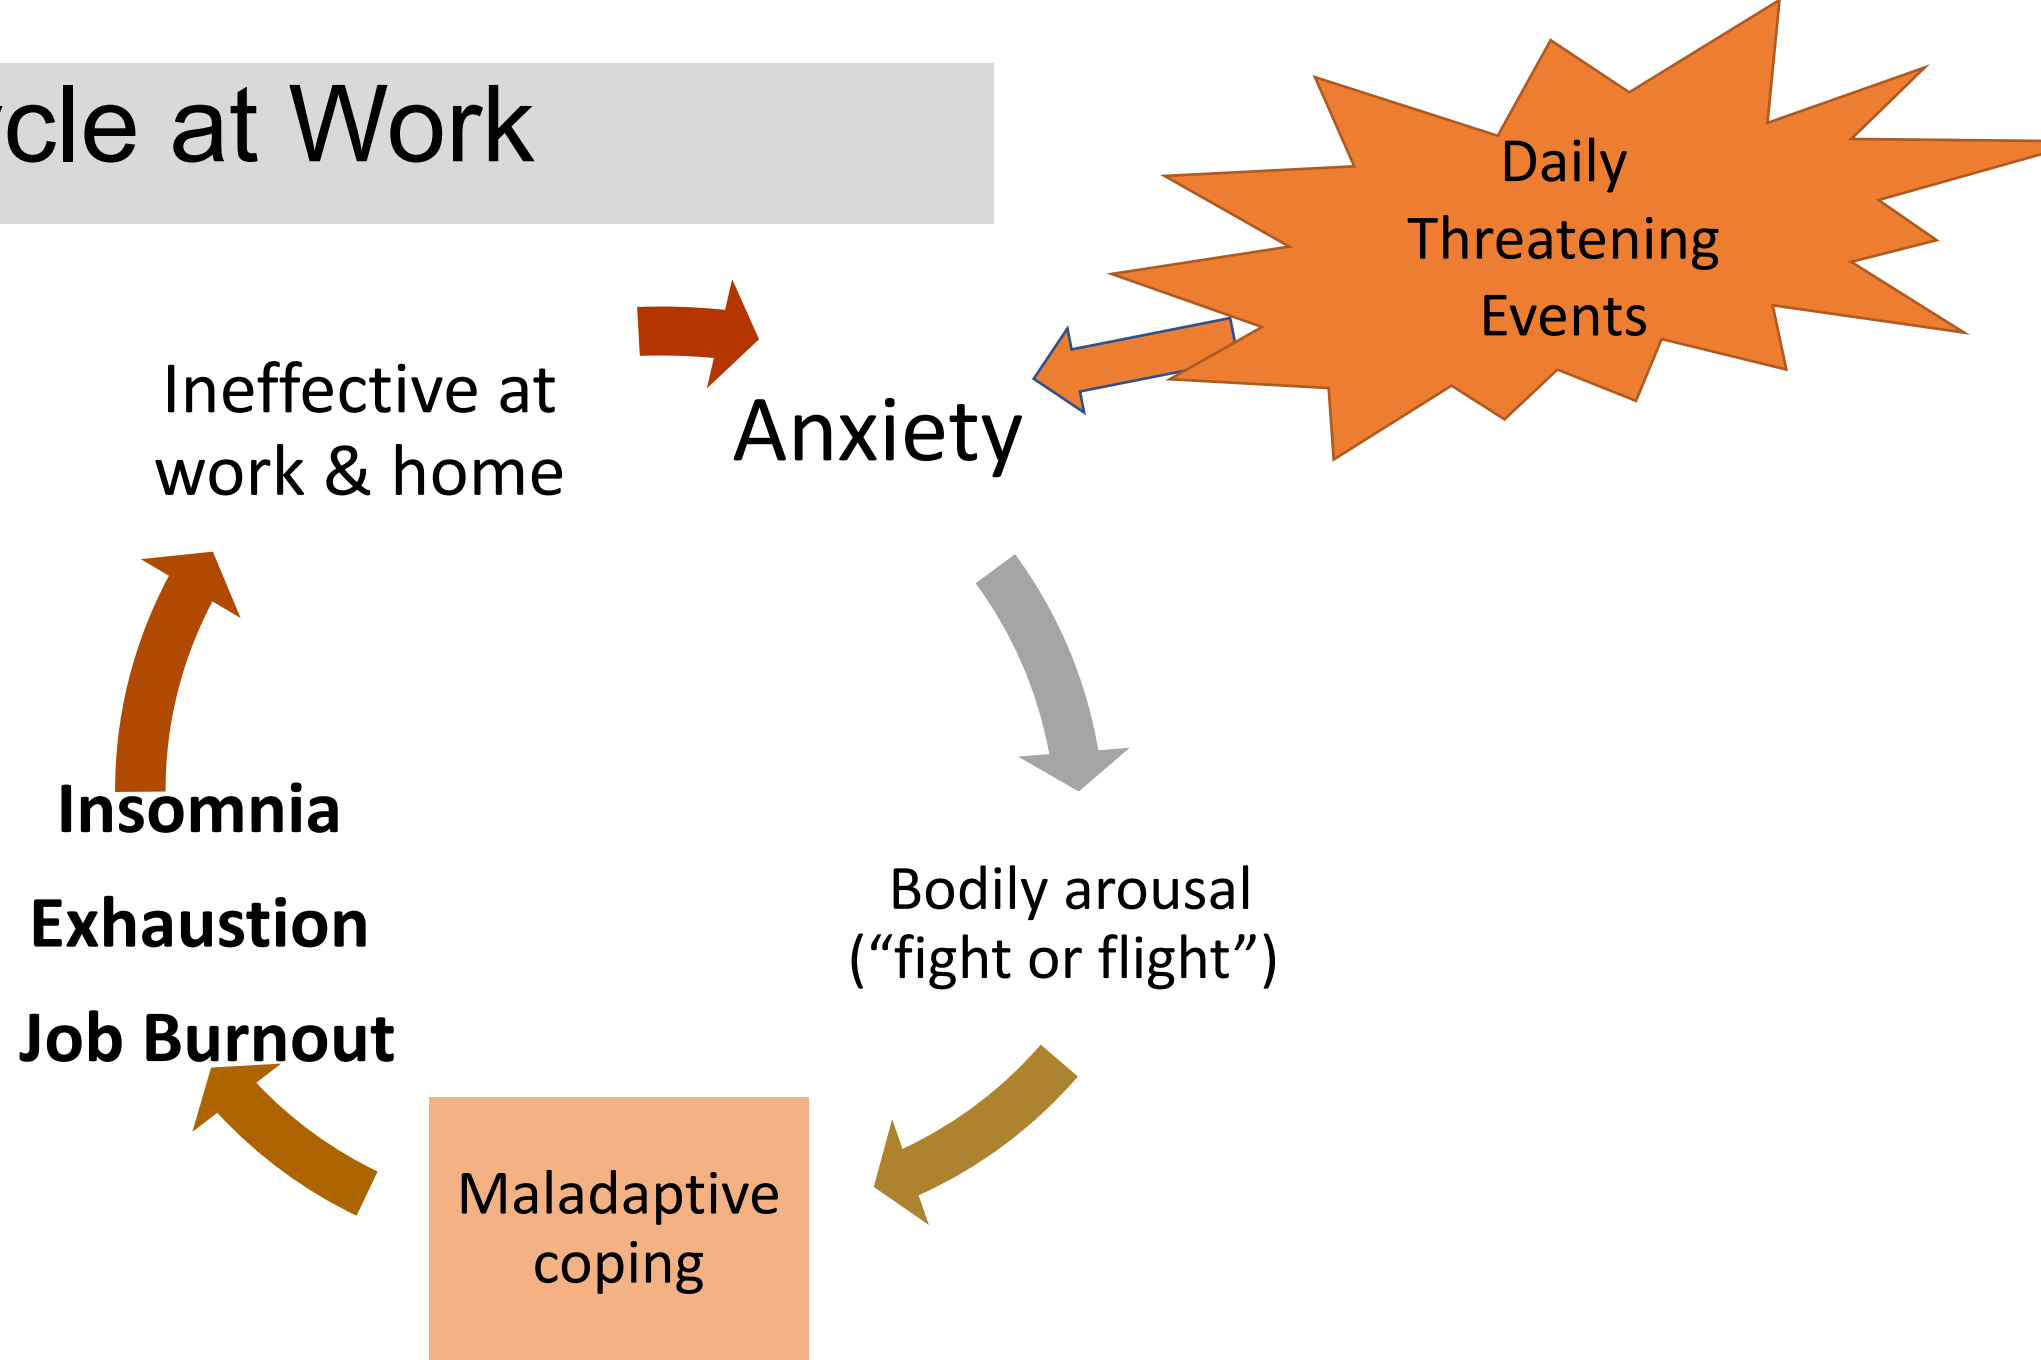 cle at Work
Daily
Threatening
Events
Ineffective at
work & home
Anxiety
Insomnia
Exhaustion
Job Burnout
Bodily arousal
(“fight or flight”)
Maladaptive
coping